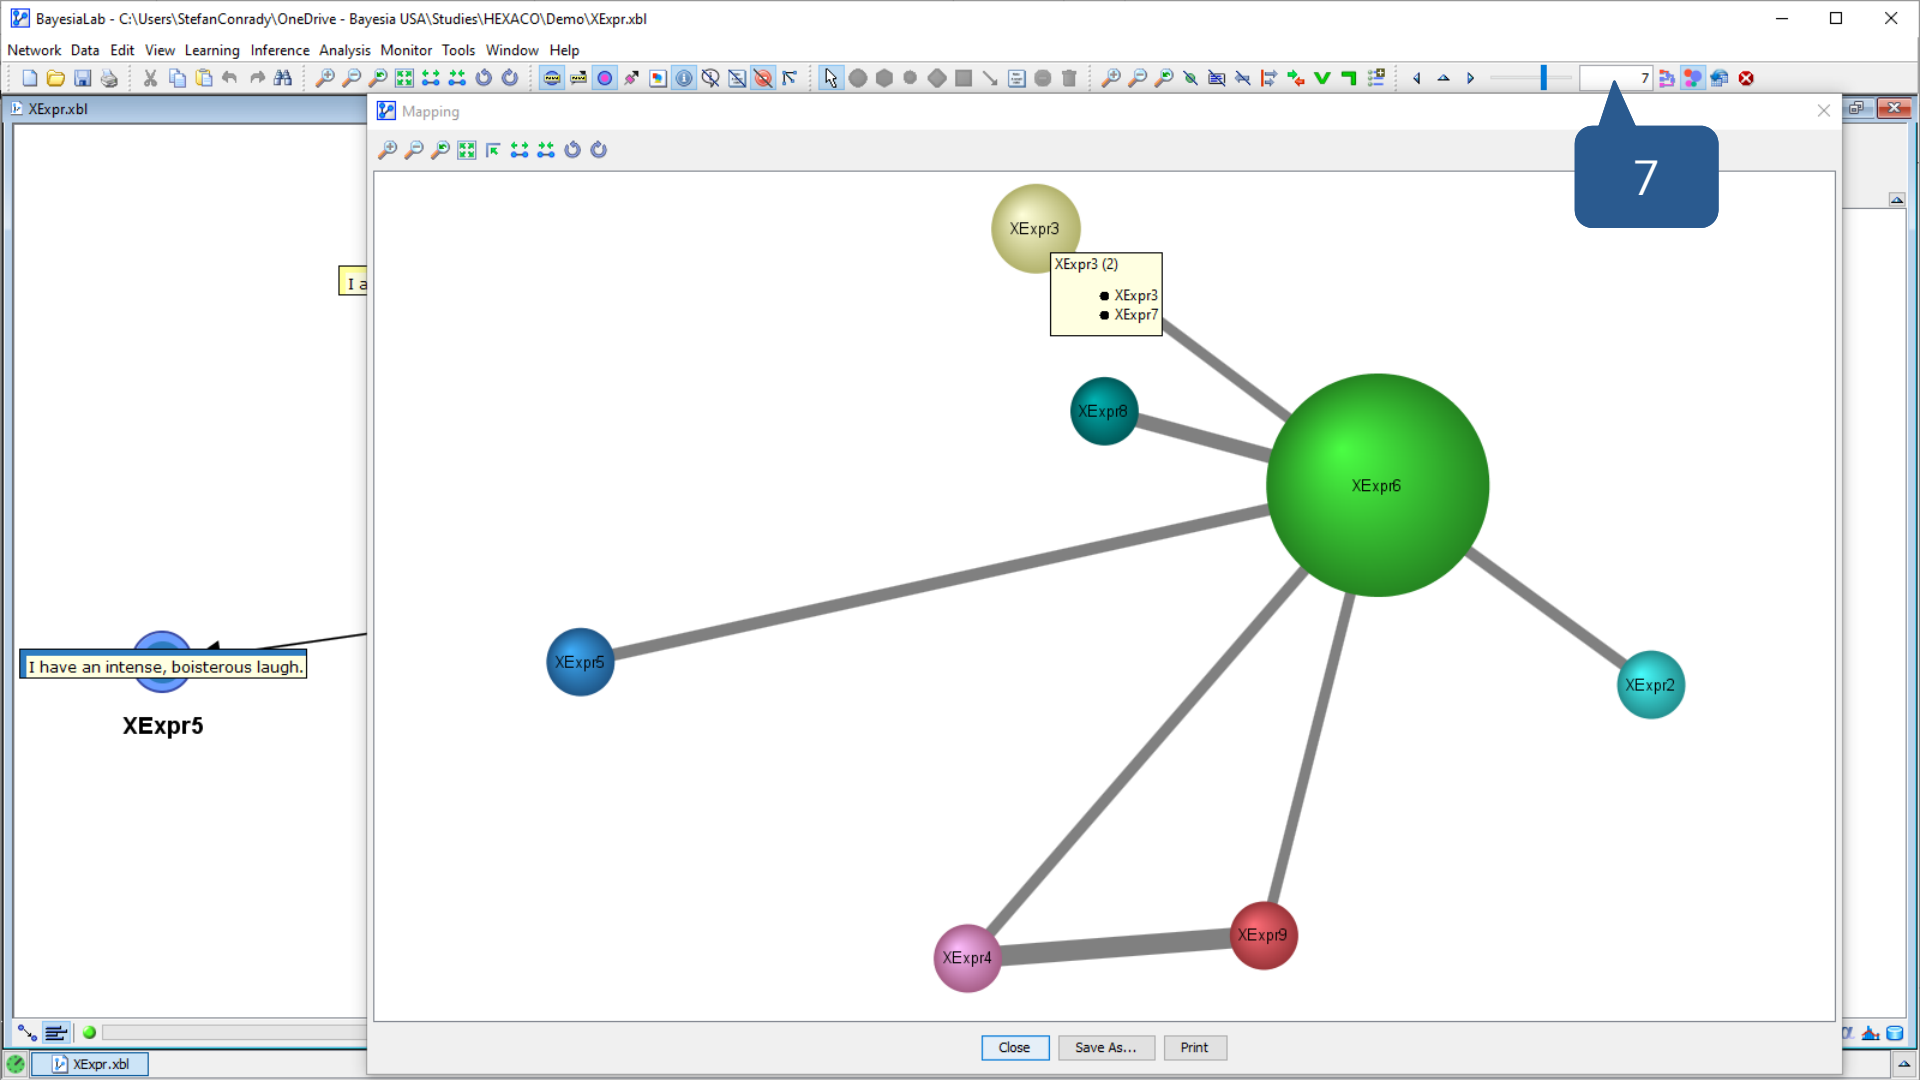 BayesiaLab - C:\Users\StefanConrady\OneDrive - Bayesia USA\Studies\HEXACO\Demo\XExpr.xbl
Network Data Edit View Learning Inference Analysis Monitor Tools Window Help
7
XExpr.xbl
Mapping
7
XExpr3
XExpr3 (2)
XExpr3
XExpr7
I a
XExpr8
XExpr6
I have an intense, boisterous laugh.
XExpr5
XExpr5
XExpr2
XExpr9
XExpr4
Close Save As... Print
XExpr.xbl